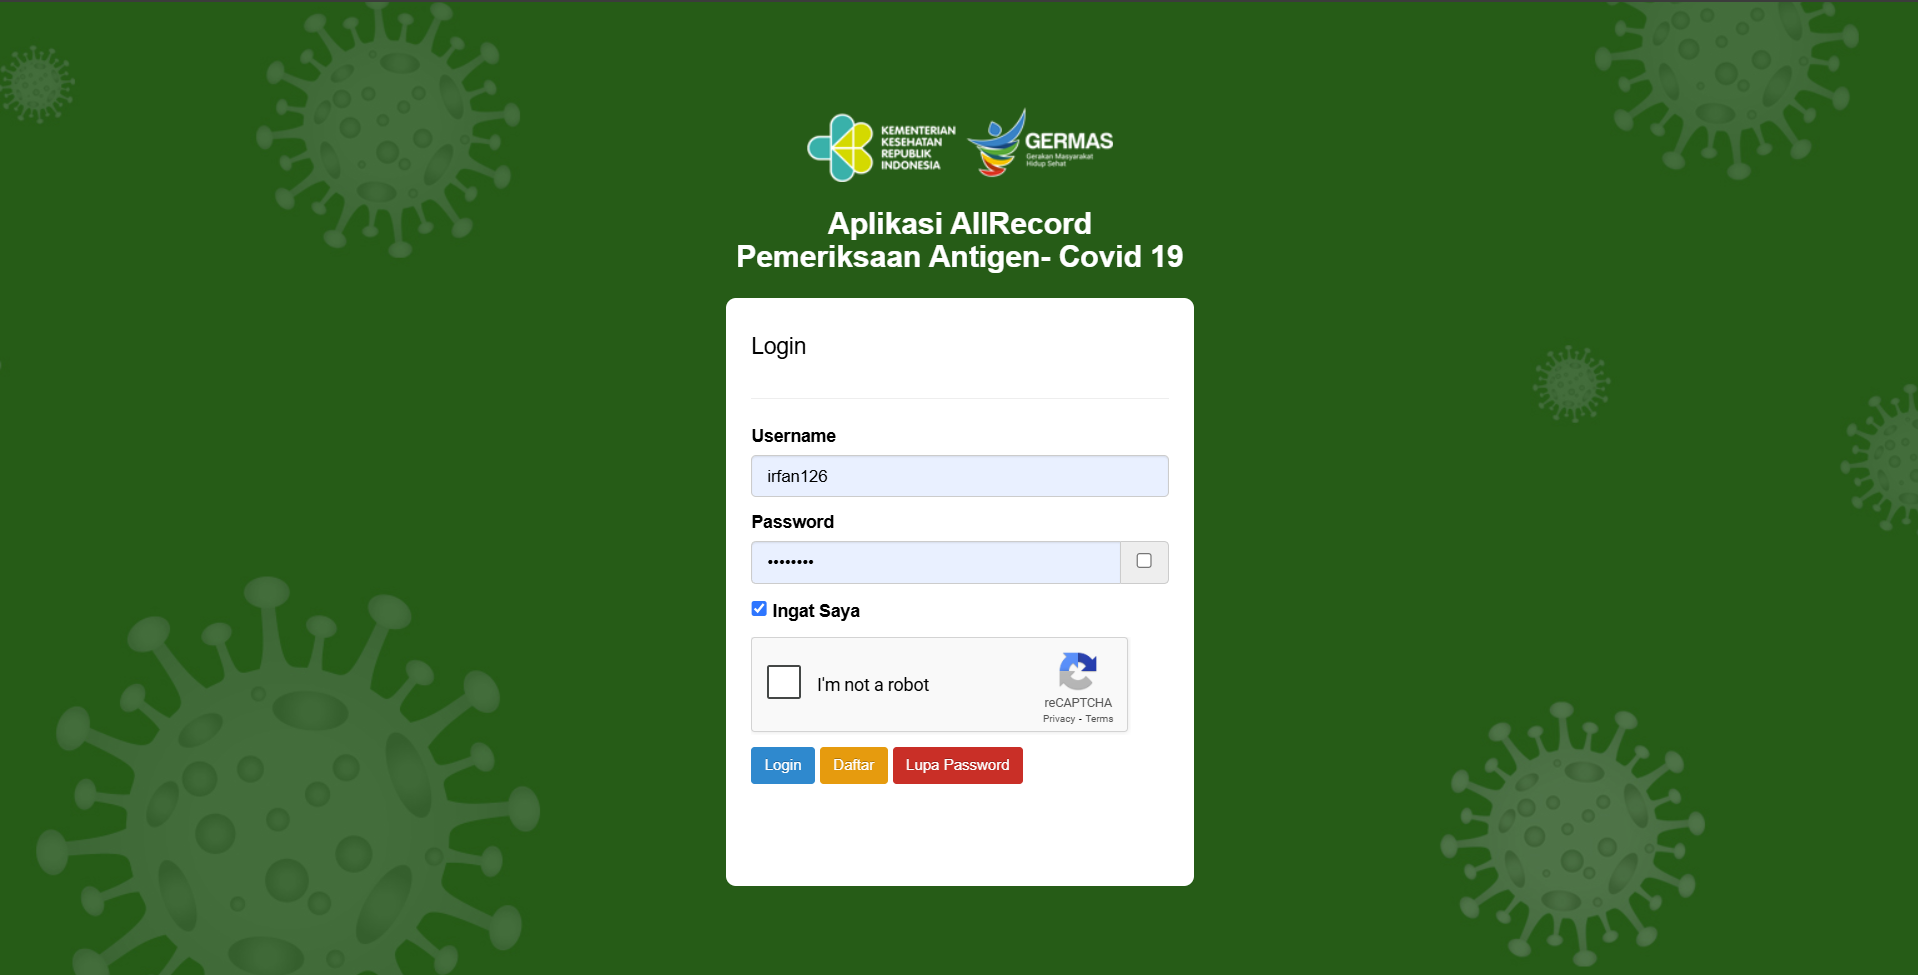 KEMENTERIAN
KESEHATAN
REPUBLIK
INDONESIA
GERMAS
Gerakan Masyarakat
Hidup Sehat
Aplikasi AllRecord
Pemeriksaan Antigen- Covid 19
Login
Username
irfan126
Password
••••••••
Ingat Saya
I'm not a robot
reCAPTCHA
Privacy - Terms
Login Daftar Lupa Password